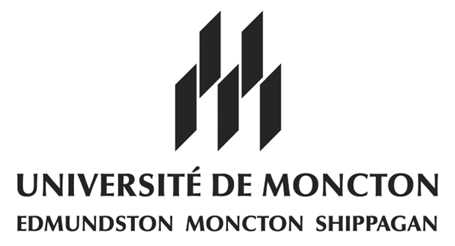 UNIVERSITÉ DE MONCTON
EDMUNDSTON MONCTON SHIPPAGAN